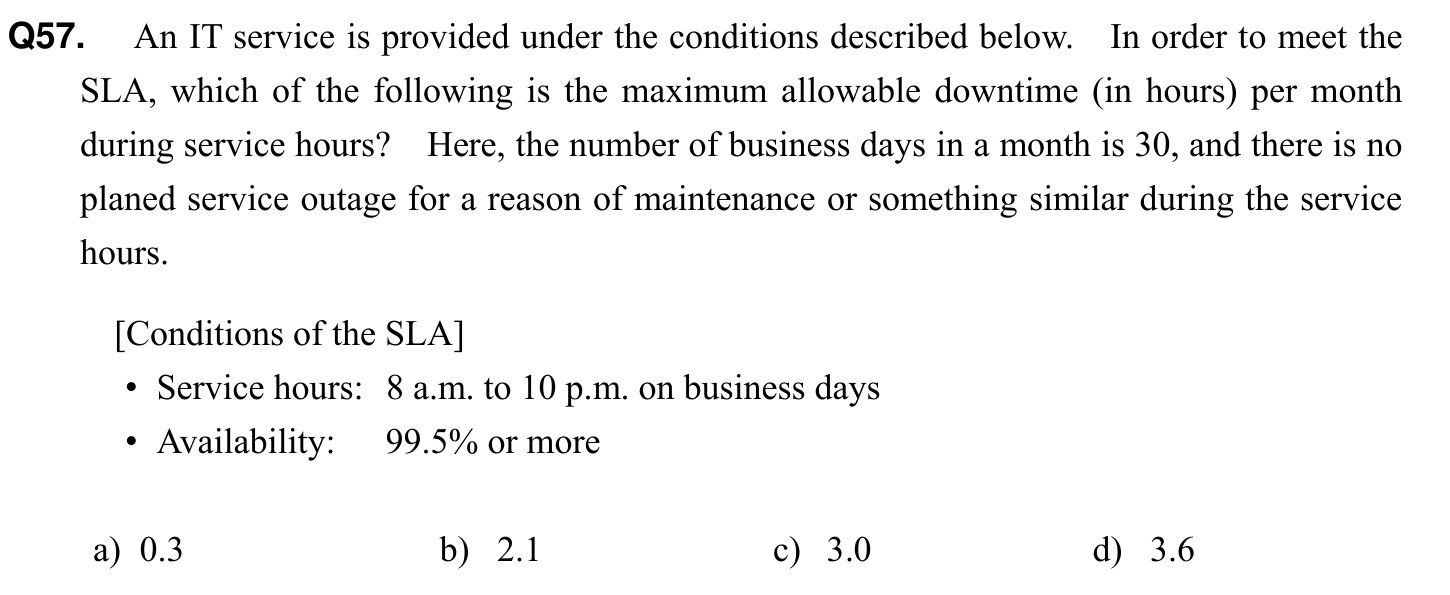 Q57. An IT service is provided under the conditions described below. In order to meet the
SLA, which of the following is the maximum allowable downtime (in hours) per month
during service hours? Here, the number of business days in a month is 30, and there is no
planed service outage for a reason of maintenance or something similar during the service
hours.
[Conditions of the SLA]
• Service hours: 8 a.m. to 10 p.m. on business days
• Availability: 99.5% or more
a) 0.3 b) 2.1 c) 3.0 d) 3.6